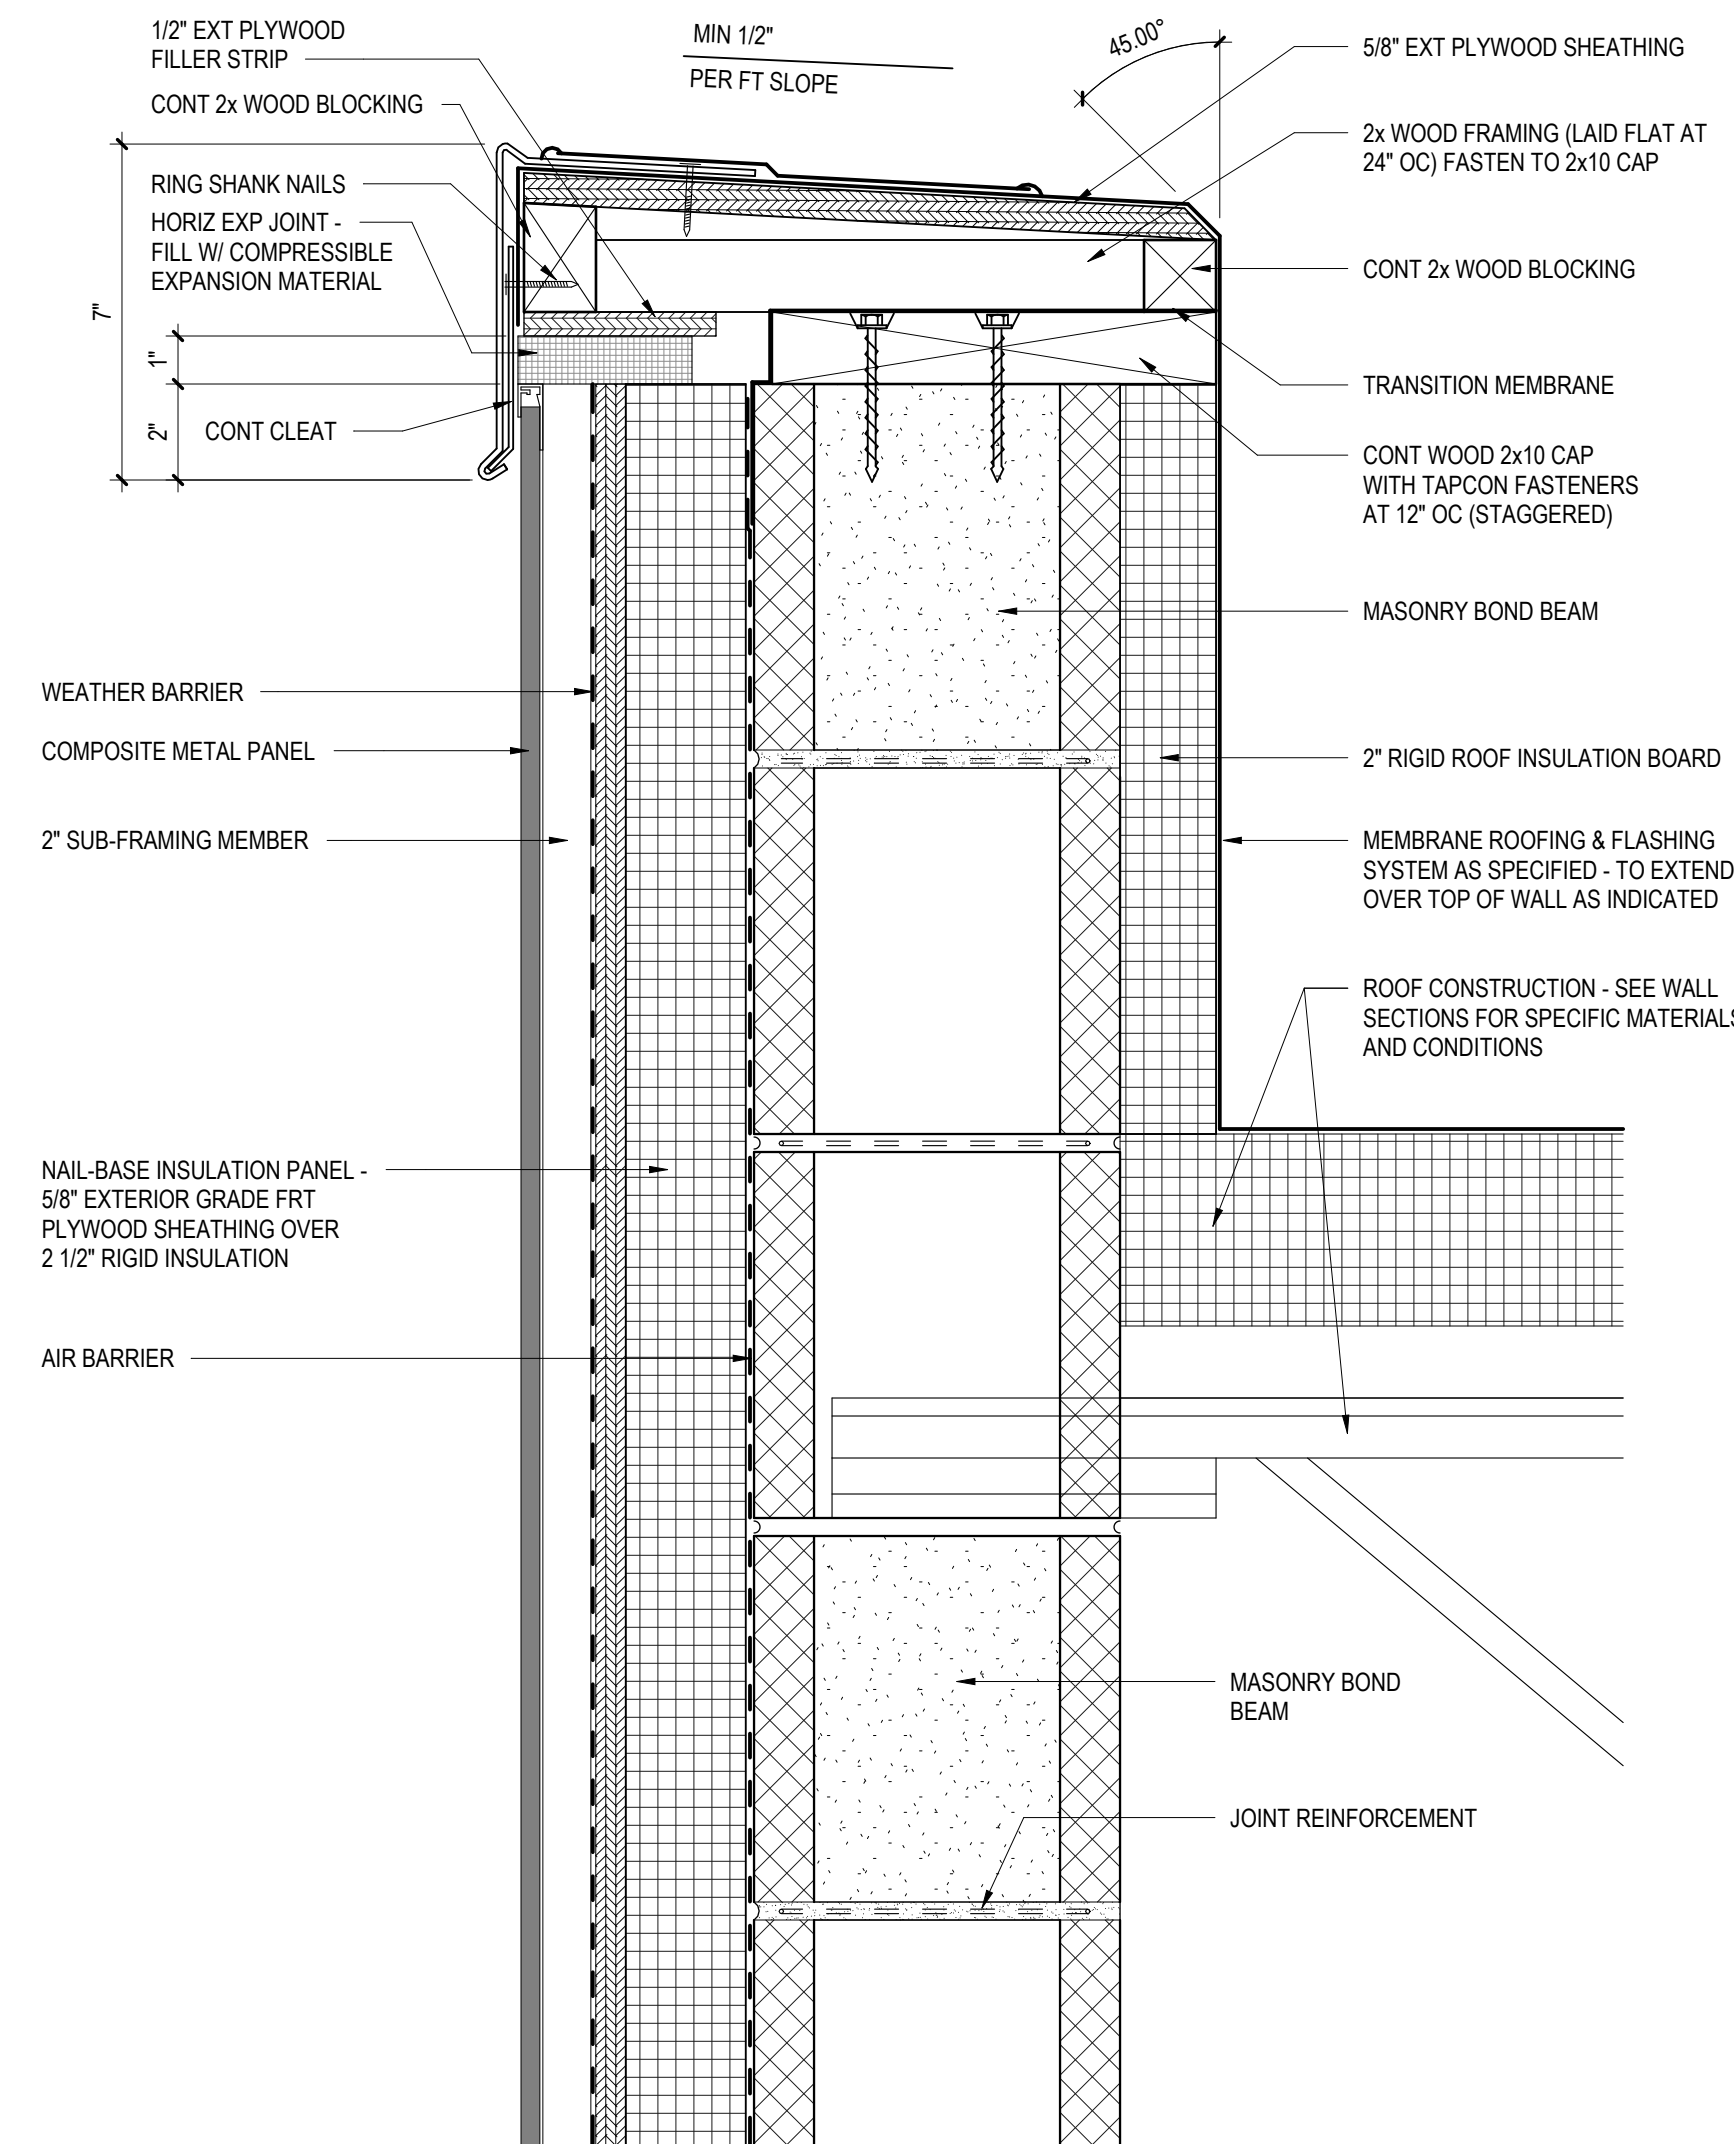 1/2" EXT PLYWOOD
FILLER STRIP
CONT 2x WOOD BLOCKING
RING SHANK NAILS
HORIZ EXP JOINT -
FILL W/ COMPRESSIBLE
EXPANSION MATERIAL
7"
1"
2"
CONT CLEAT
MIN 1/2"
PER FT SLOPE
45.00°
5/8" EXT PLYWOOD SHEATHING
2x WOOD FRAMING (LAID FLAT AT
24" OC) FASTEN TO 2x10 CAP
CONT 2x WOOD BLOCKING
TRANSITION MEMBRANE
CONT WOOD 2x10 CAP
WITH TAPCON FASTENERS
AT 12" OC (STAGGERED)
MASONRY BOND BEAM
WEATHER BARRIER
COMPOSITE METAL PANEL
2" SUB-FRAMING MEMBER
2" RIGID ROOF INSULATION BOARD
MEMBRANE ROOFING & FLASHING
SYSTEM AS SPECIFIED - TO EXTEND
OVER TOP OF WALL AS INDICATED
ROOF CONSTRUCTION - SEE WALL
SECTIONS FOR SPECIFIC MATERIALS
AND CONDITIONS
NAIL-BASE INSULATION PANEL -
5/8" EXTERIOR GRADE FRT
PLYWOOD SHEATHING OVER
2 1/2" RIGID INSULATION
AIR BARRIER
MASONRY BOND
BEAM
JOINT REINFORCEMENT